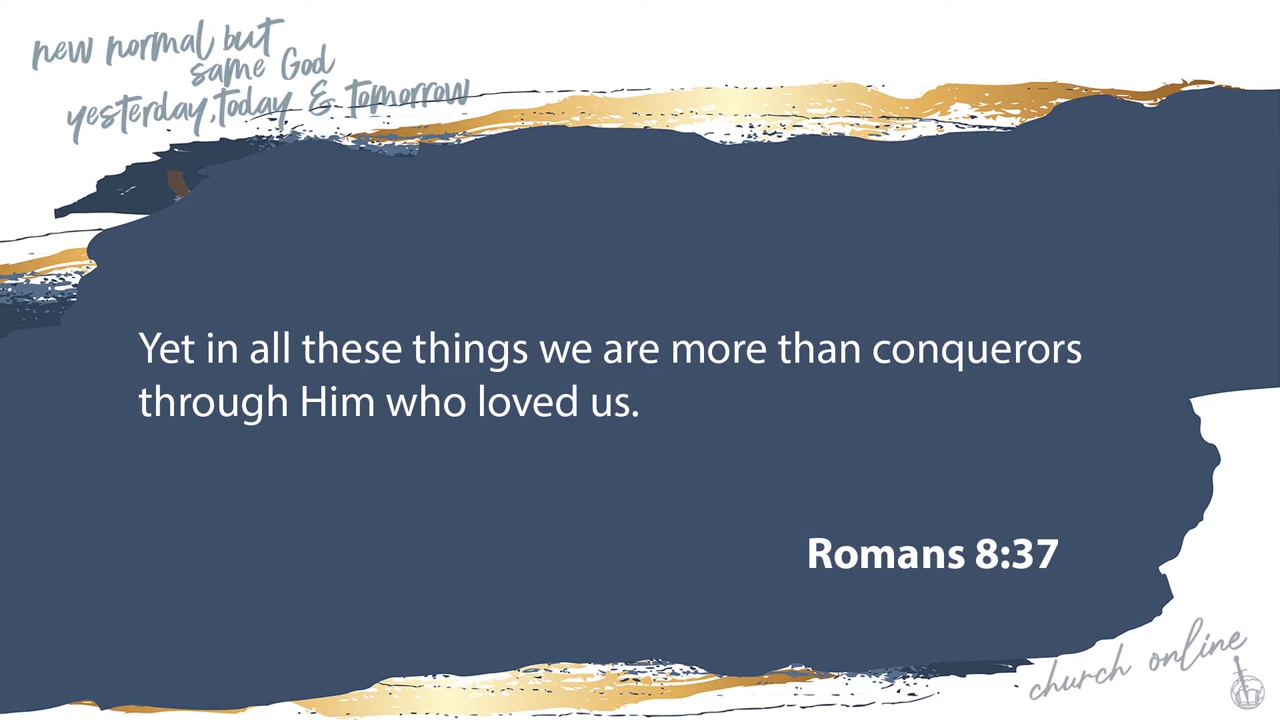 new normal but
same God
yesterday, today & tomorrow
Yet in all these things we are more than conquerors
through Him who loved us.
Romans 8:37
church online